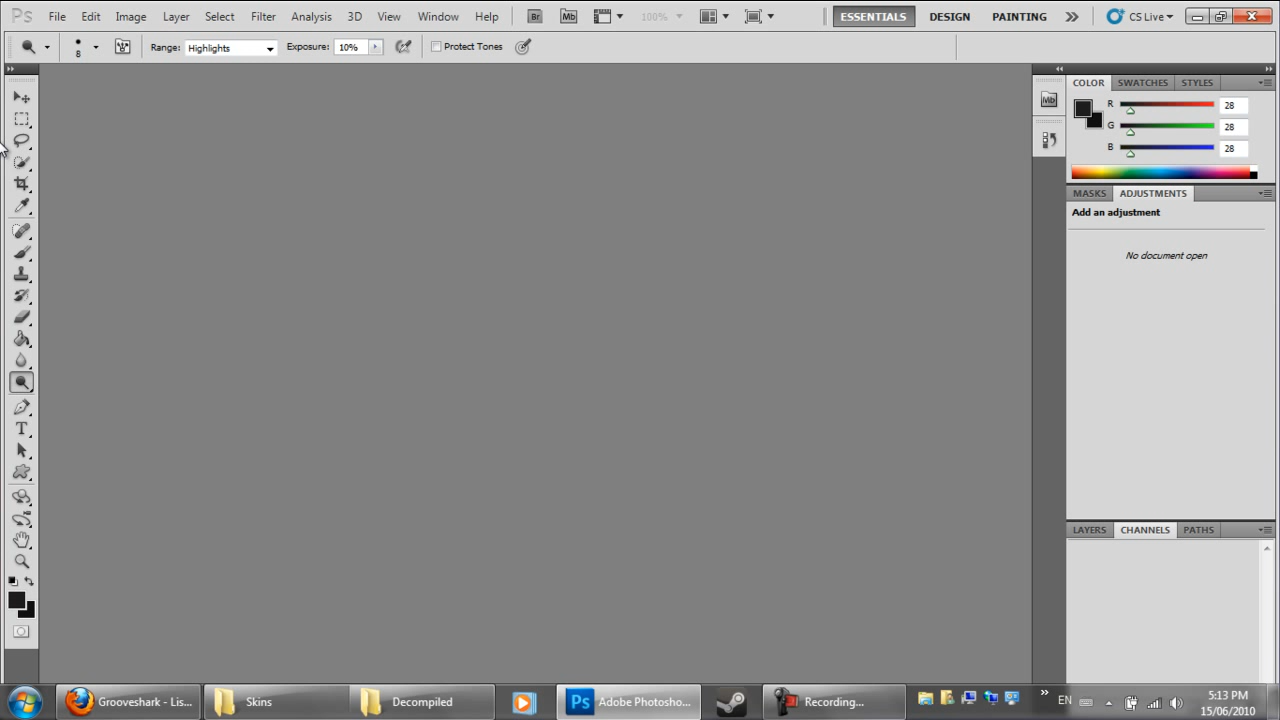 Ps File Edit Image Layer Select Filter Analysis 3D View Window Help Br Mb 100% ESSENTIALS DESIGN PAINTING CS Live
8 Range: Highlights Exposure: 10% Protect Tones
COLOR SWATCHES STYLES
Mb
R 28
G 28
B 28
MASKS ADJUSTMENTS
Add an adjustment
No document open
T
LAYERS CHANNELS PATHS
Grooveshark - Lis... Skins Decompiled Ps Adobe Photosho... Recording... EN 5:13 PM
15/06/2010